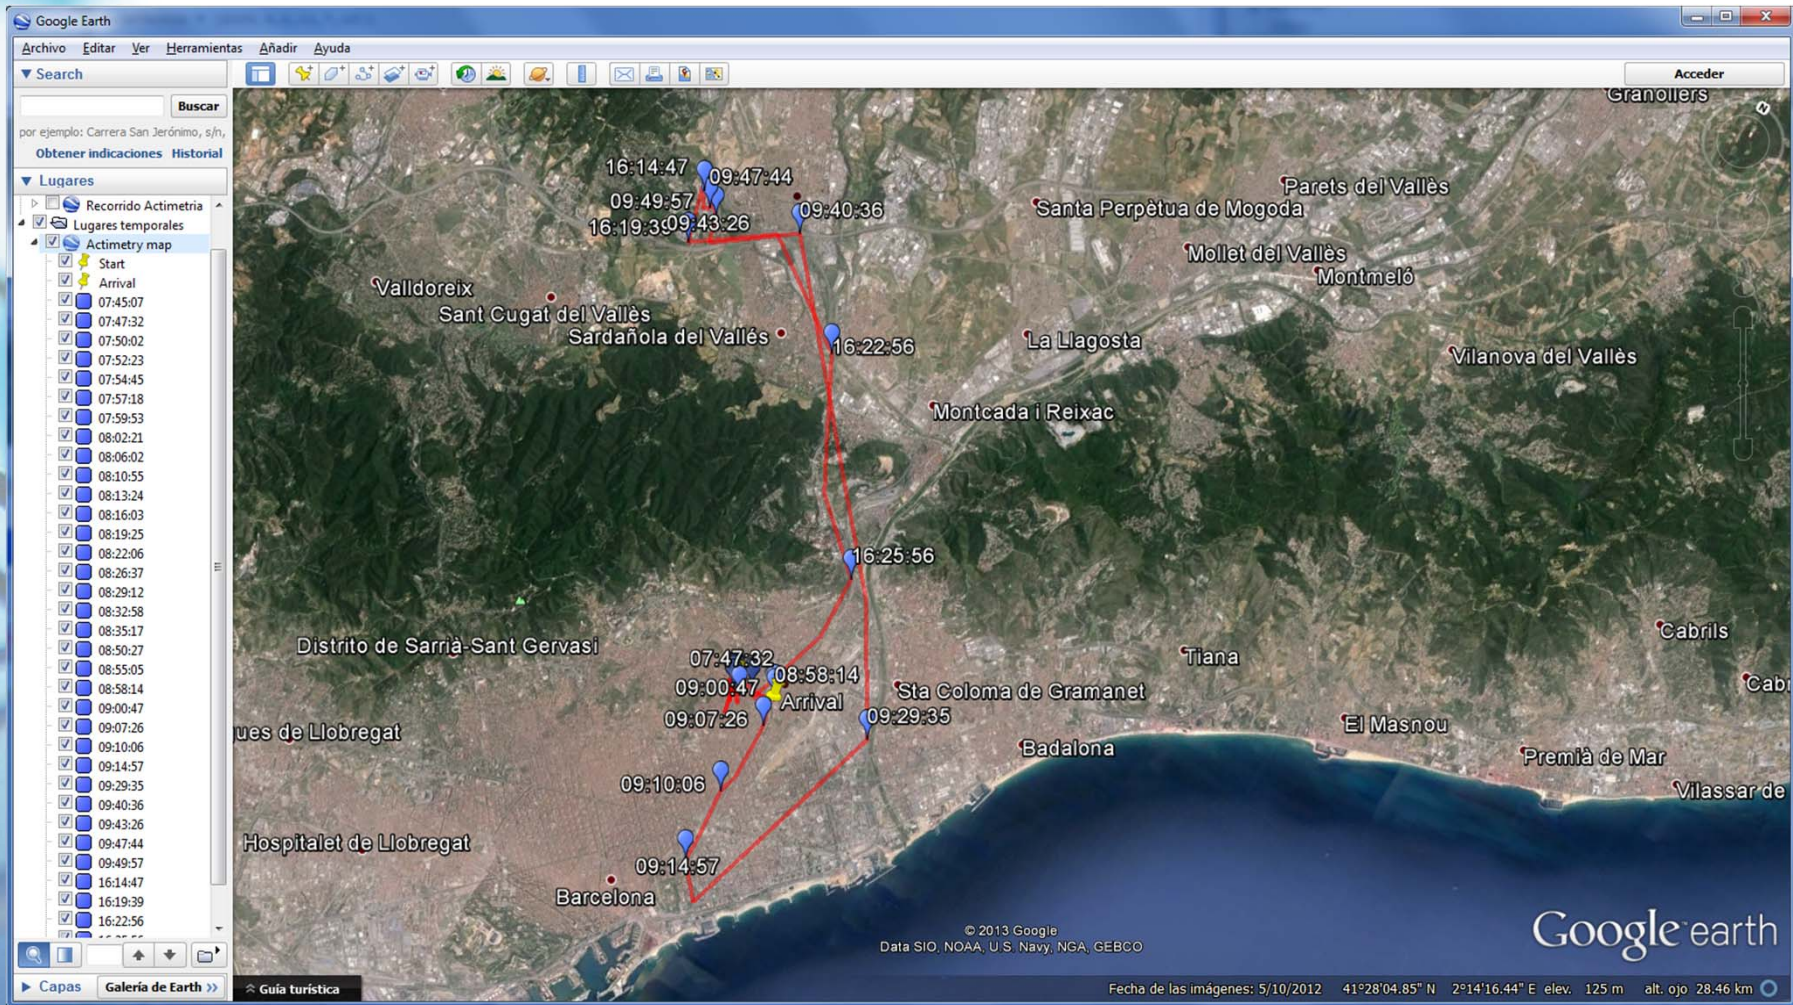 Google Earth
Archivo Editar Ver Herramientas Añadir Ayuda
Search
Buscar
por ejemplo: Carrera San Jerónimo, s/n,
Obtener indicaciones Historial
Lugares
Recorrido Actimetria
Lugares temporales
Actimetry map
Start
Arrival
07:45:07
07:47:32
07:50:02
07:52:23
07:54:45
07:57:18
07:59:53
08:02:21
08:06:02
08:10:55
08:13:24
08:16:03
08:19:25
08:22:06
08:26:37
08:29:12
08:32:58
08:35:17
08:50:27
08:55:05
08:58:14
09:00:47
09:07:26
09:10:06
09:14:57
09:29:35
09:40:36
09:43:26
09:47:44
09:49:57
16:14:47
16:19:39
16:22:56
Capas
Galería de Earth >>
Acceder
Granollers
N
16:14:47
09:47:44
Parets del Vallès
09:49:57
09:40:36
Santa Perpètua de Mogoda
16:19:39
09:43:26
Mollet del Vallès
Montmeló
Valldoreix
Sant Cugat del Vallès
Sardañola del Vallés
16:22:56
La Llagosta
Vilanova del Vallès
Montcada i Reixac
16:25:56
Distrito de Sarrià-Sant Gervasi
07:47:32
Tiana
Cabrils
08:58:14
09:00:47
Arrival
Sta Coloma de Gramanet
Cabr
09:07:26
09:29:35
ues de Llobregat
El Masnou
Badalona
Premià de Mar
09:10:06
Vilassar de
Hospitalet de Llobregat
09:14:57
Barcelona
© 2013 Google
Data SIO, NOAA, U.S. Navy, NGA, GEBCO
Google earth
Guía turística
Fecha de las imágenes: 5/10/2012 41°28'04.85" N 2°14'16.44" E elev. 125 m alt. ojo 28.46 km